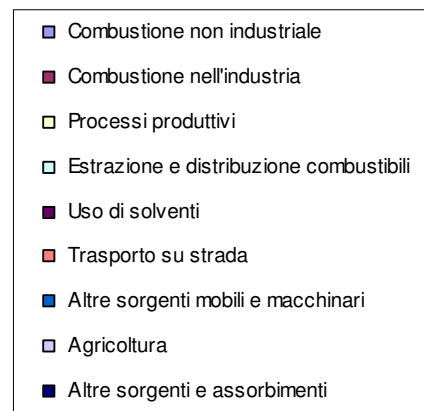 Combustione non industriale
Combustione nell'industria
Processi produttivi
Estrazione e distribuzione combustibili
Uso di solventi
Trasporto su strada
Altre sorgenti mobili e macchinari
Agricoltura
Altre sorgenti e assorbimenti